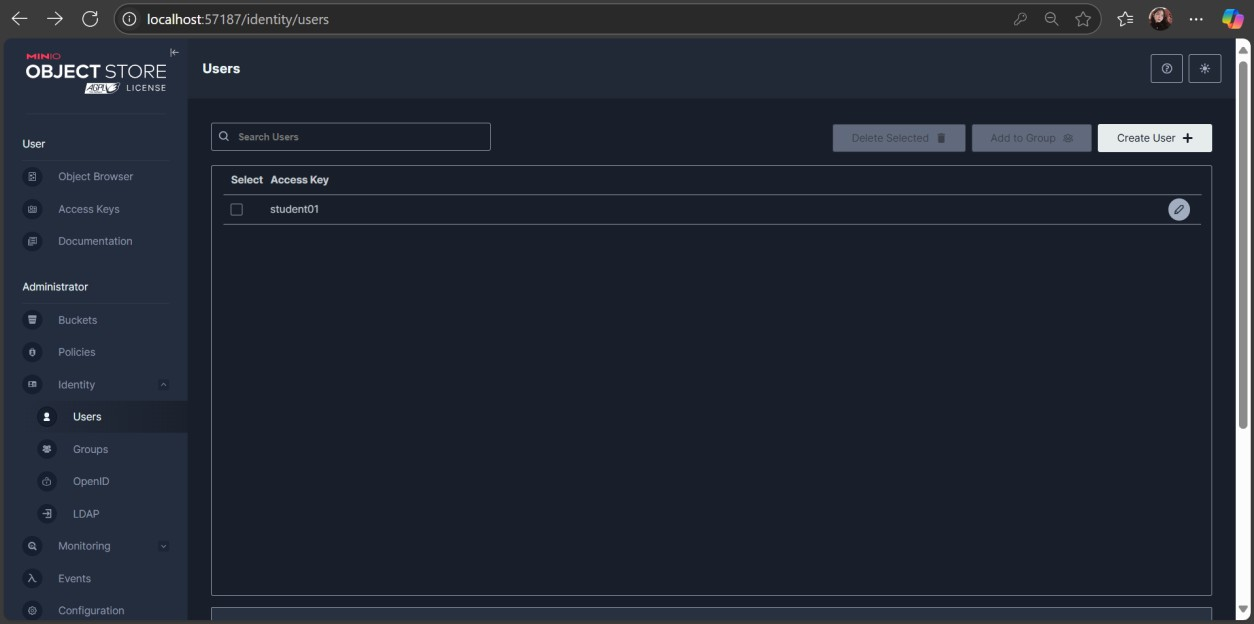 localhost:57187/identity/users
MINIO
OBJECT STORE
AGPLv3 LICENSE
Users
User
Object Browser
Access Keys
Documentation
Administrator
Buckets
Policies
Identity
Users
Groups
OpenID
LDAP
Monitoring
Events
Configuration
Search Users
Delete Selected
Add to Group
Create User +
Select Access Key
student01